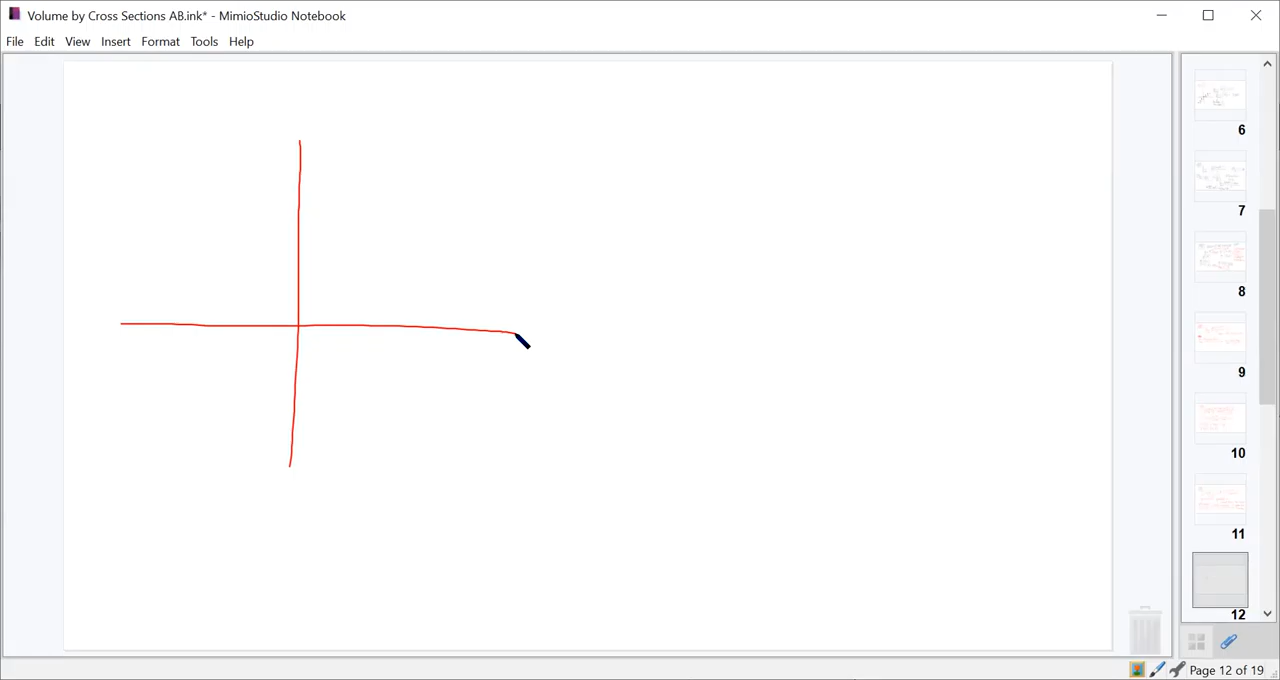 Volume by Cross Sections AB.ink* - MimioStudio Notebook
File Edit View Insert Format Tools Help
6
7
8
9
10
11
12
Page 12 of 19